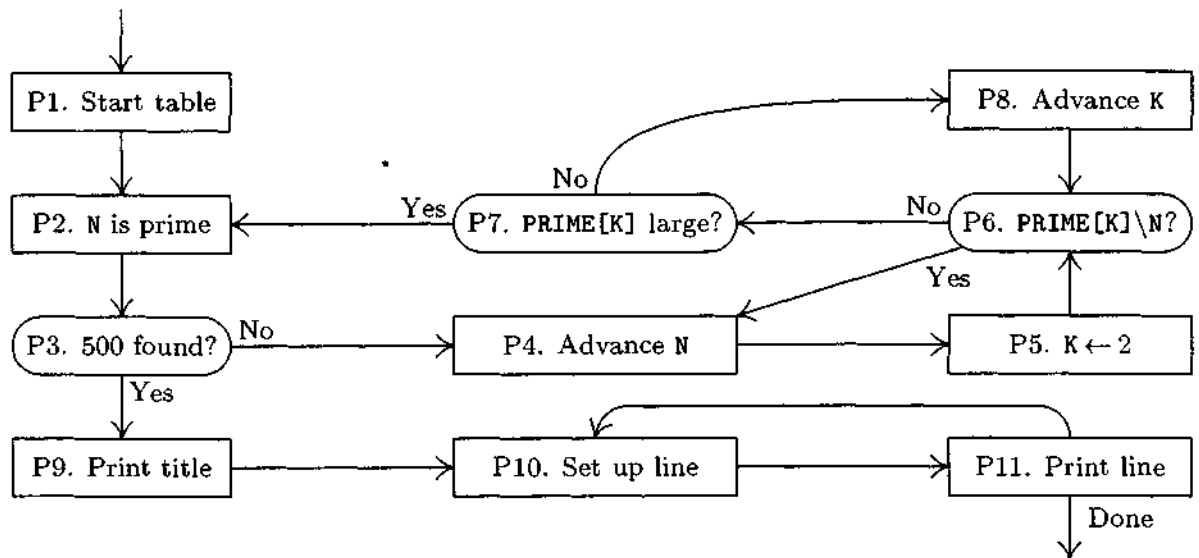 P1. Start table
P8. Advance K
No
P2. N is prime
Yes
P7. PRIME[K] large?
No
P6. PRIME[K]\N?
Yes
P3. 500 found?
No
P4. Advance N
P5. K ← 2
Yes
P9. Print title
P10. Set up line
P11. Print line
Done